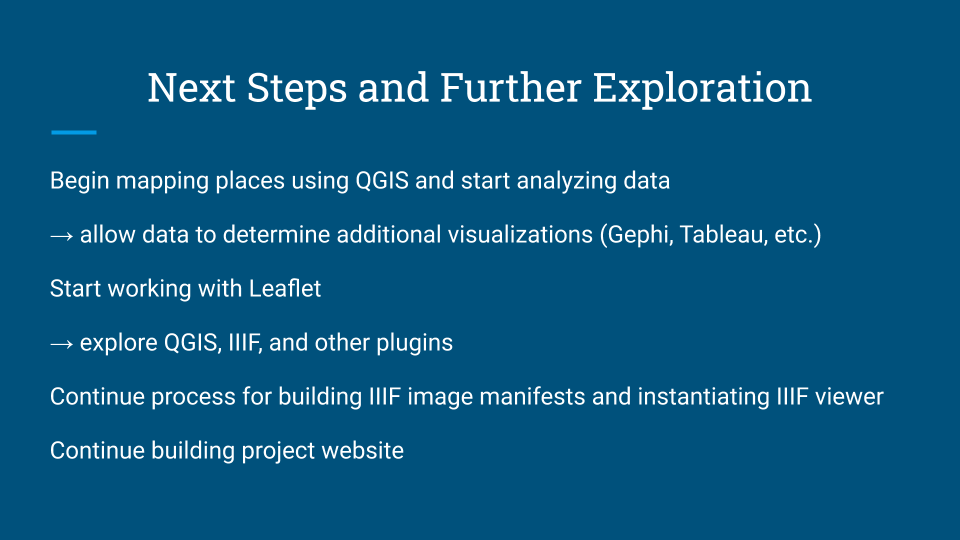 Next Steps and Further Exploration
Begin mapping places using QGIS and start analyzing data
→ allow data to determine additional visualizations (Gephi, Tableau, etc.)
Start working with Leaflet
→ explore QGIS, IIIF, and other plugins
Continue process for building IIIF image manifests and instantiating IIIF viewer
Continue building project website